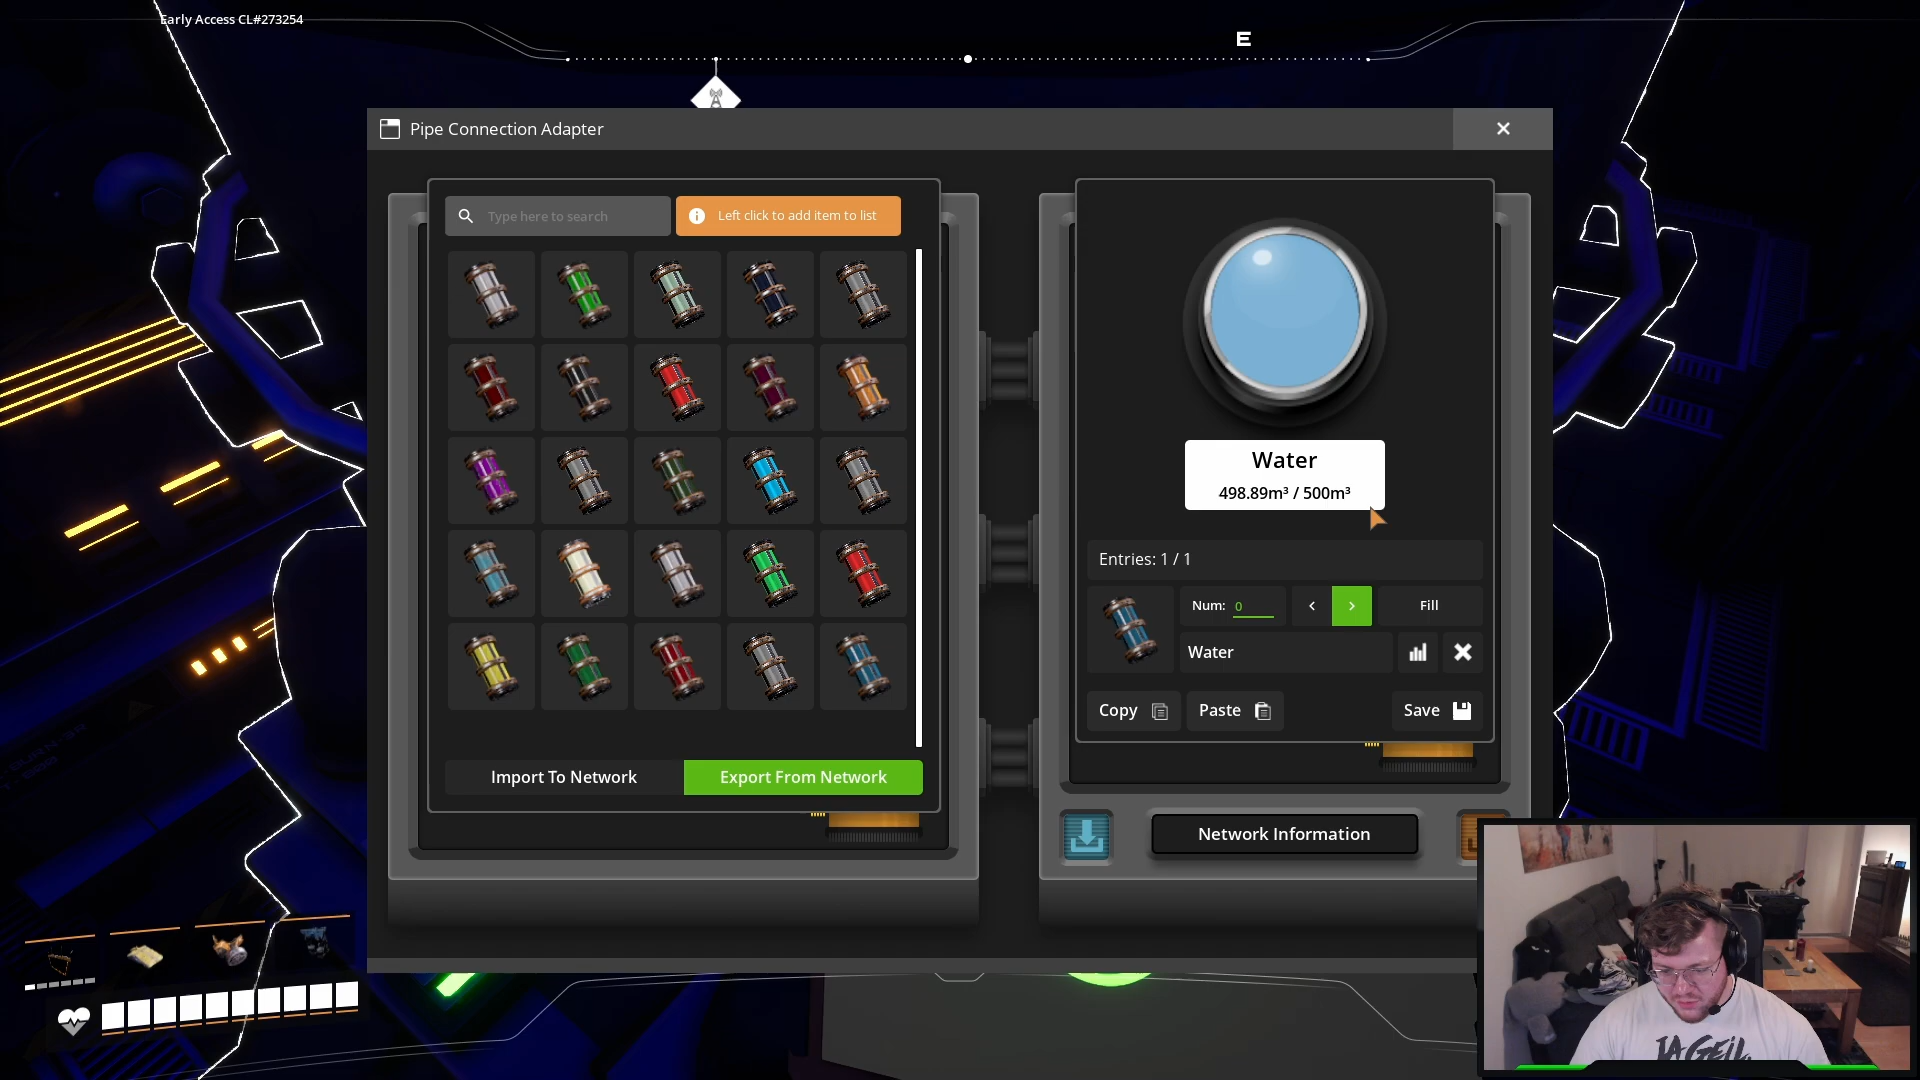 Early Access CL#273254
E
Pipe Connection Adapter
Type here to search
Left click to add item to list
Water
498.89m³ / 500m³
Entries: 1 / 1
Num: 0
Fill
Water
Copy
Paste
Save
Import To Network
Export From Network
Network Information